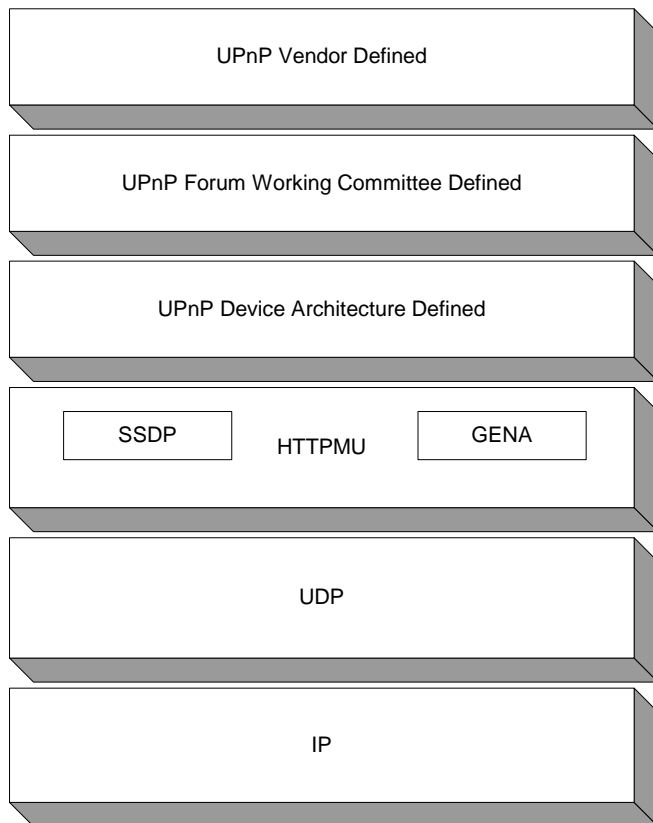 UPnP Vendor Defined
UPnP Forum Working Committee Defined
UPnP Device Architecture Defined
SSDP
HTTPMU
GENA
UDP
IP